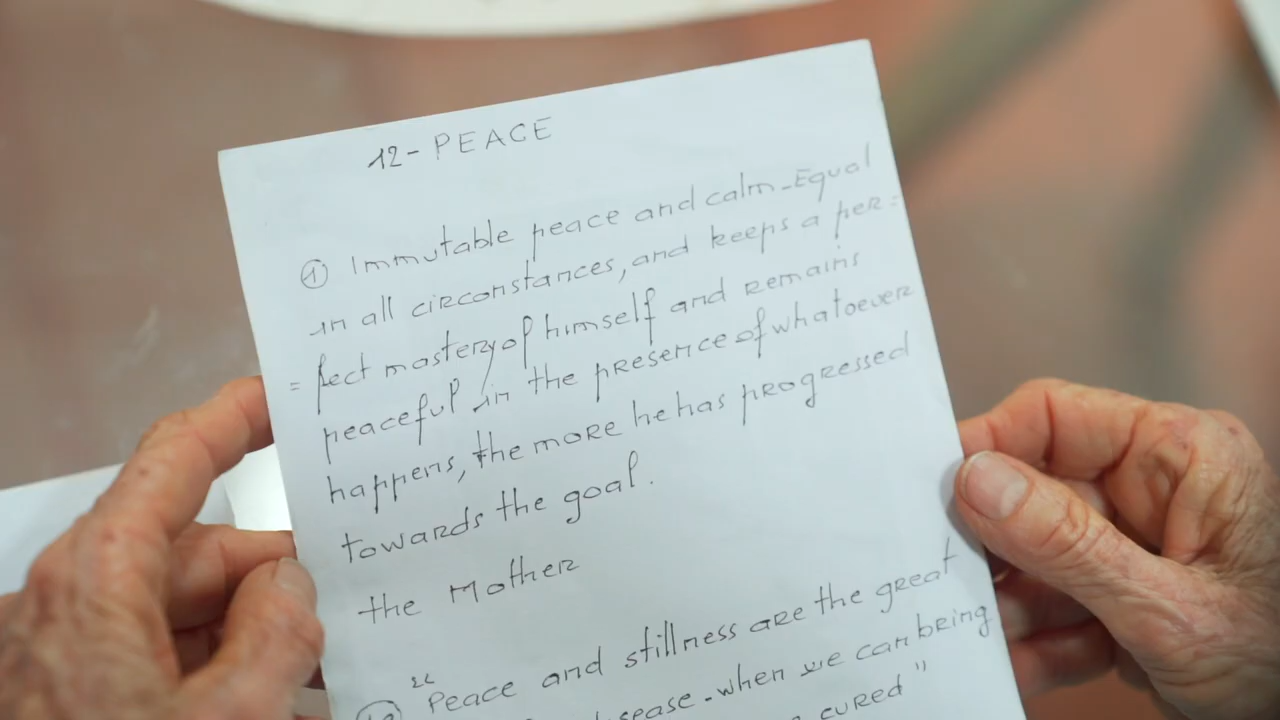 12- PEACE
① Immutable peace and calm - Equal
in all circonstances, and keeps a per=
=fect mastery of himself and remains
peaceful in the presence of whatoever
happens, the more he has progressed
towards the goal.
the Mother
"Peace and stillness are the great
when we can bring
cured"